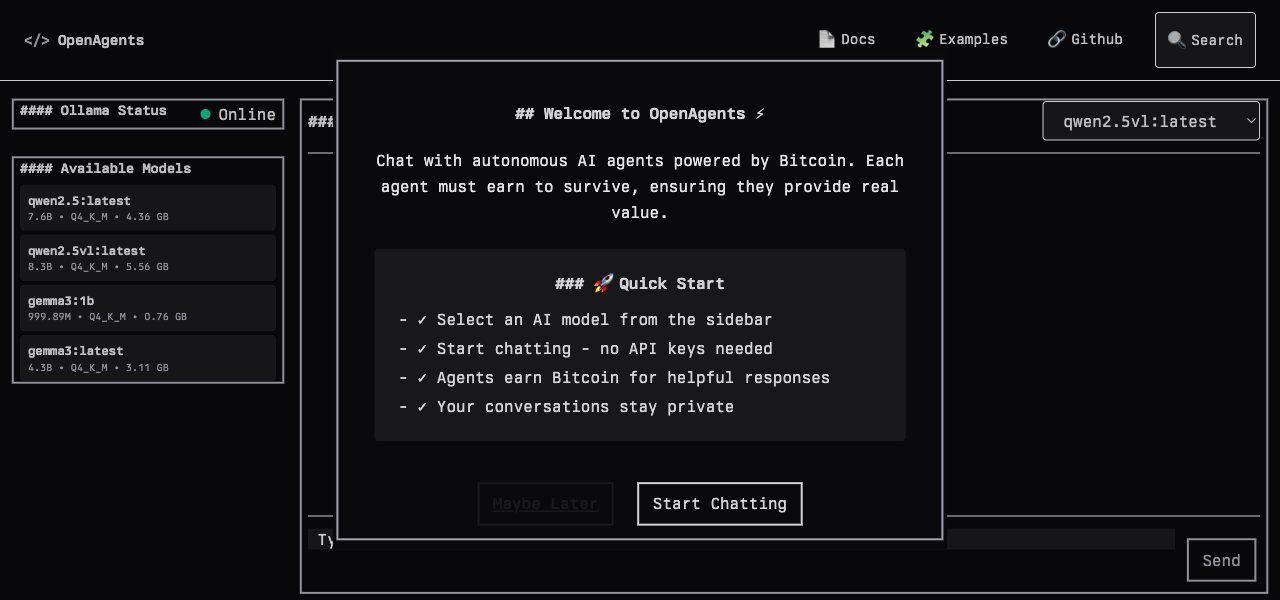 </> OpenAgents
Docs
Examples
Github
Search
#### Ollama Status
Online
#### Available Models
qwen2.5:latest
7.6B • Q4_K_M • 4.36 GB
qwen2.5vl:latest
8.3B • Q4_K_M • 5.56 GB
gemma3:1b
999.89M • Q4_K_M • 0.76 GB
gemma3:latest
4.3B • Q4_K_M • 3.11 GB
###
qwen2.5vl:latest
## Welcome to OpenAgents ⚡
Chat with autonomous AI agents powered by Bitcoin. Each
agent must earn to survive, ensuring they provide real
value.
### 🚀 Quick Start
- ✓ Select an AI model from the sidebar
- ✓ Start chatting - no API keys needed
- ✓ Agents earn Bitcoin for helpful responses
- ✓ Your conversations stay private
Maybe Later
Start Chatting
Ty
Send